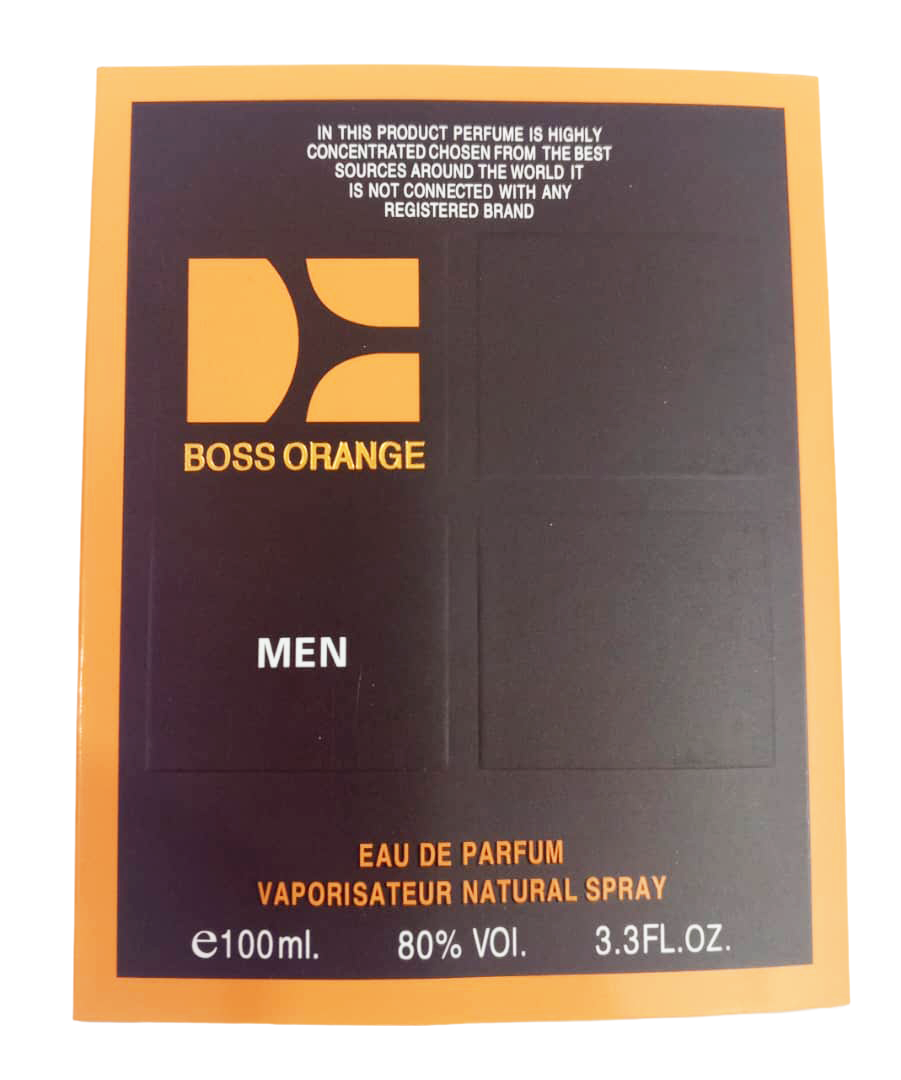 IN THIS PRODUCT PERFUME IS HIGHLY
CONCENTRATED CHOSEN FROM THE BEST
SOURCES AROUND THE WORLD IT
IS NOT CONNECTED WITH ANY
REGISTERED BRAND
BOSS ORANGE
MEN
EAU DE PARFUM
VAPORISATEUR NATURAL SPRAY
e100ml. 80% VOl. 3.3FL.OZ.